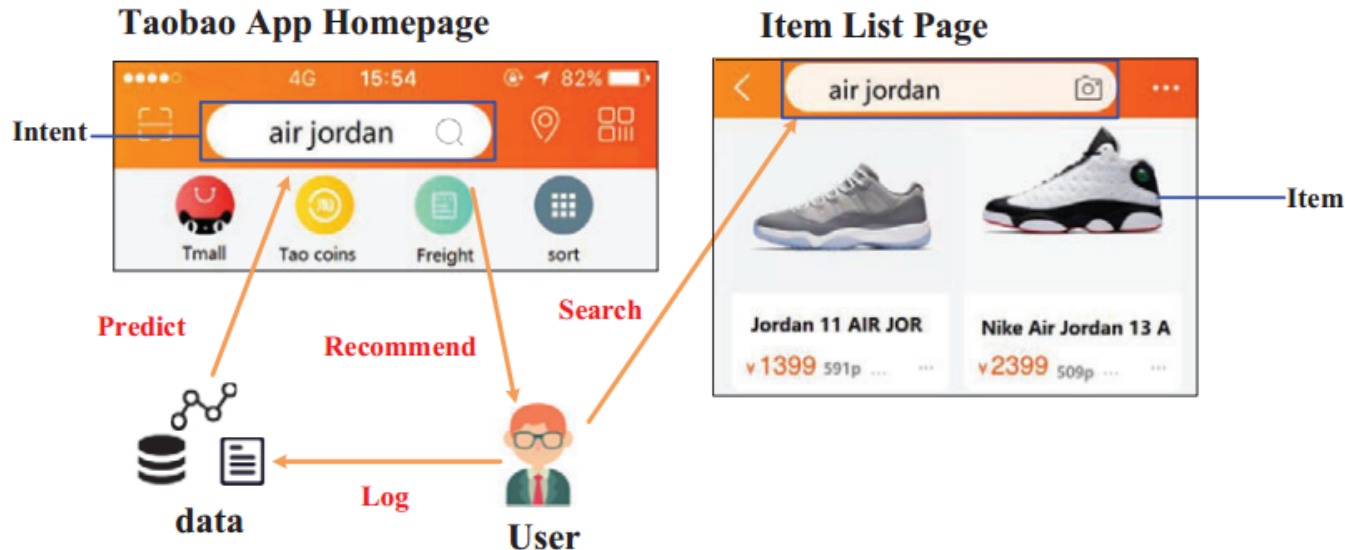 Taobao App Homepage
Item List Page
4G 15:54 82%
air jordan
air jordan
Intent
Tmall
Tao coins
Freight
sort
Item
Jordan 11 AIR JOR
Nike Air Jordan 13 A
¥1399 591p ... ...
¥2399 509p ... ...
Predict
Recommend
Search
Log
data
User